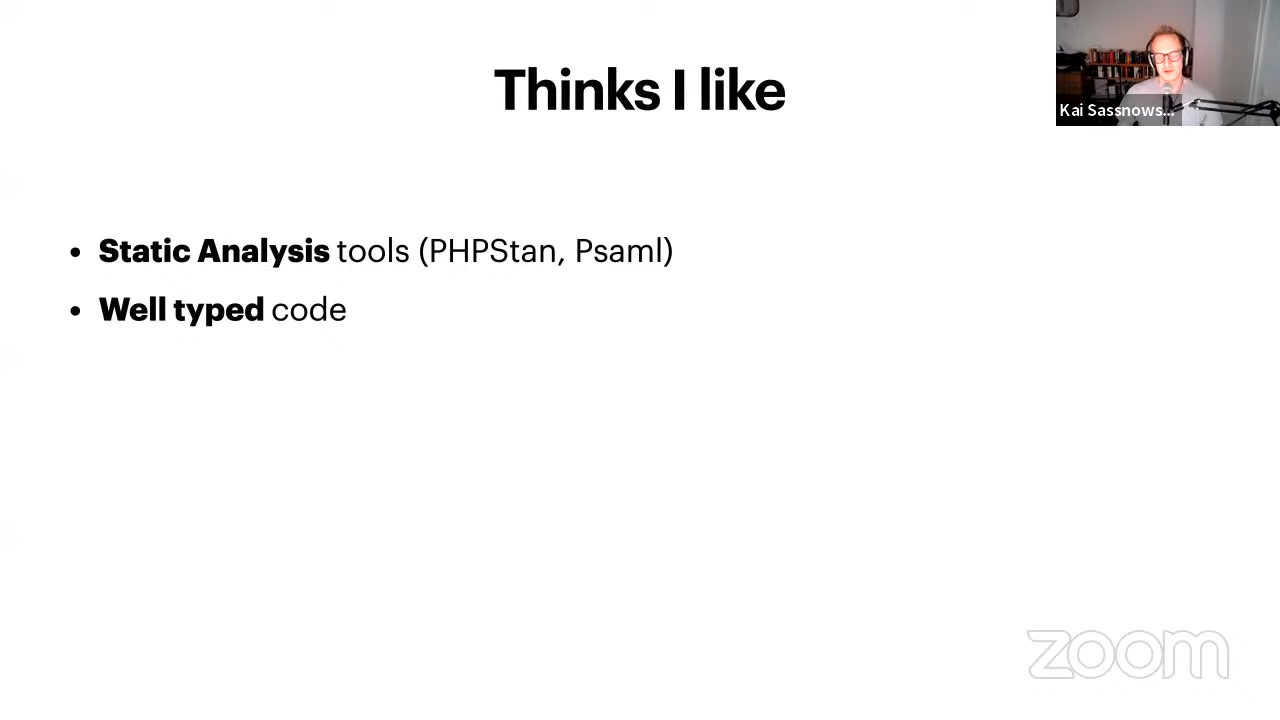 Thinks I like
Kai Sassnows...
• Static Analysis tools (PHPStan, Psaml)
• Well typed code
zoom